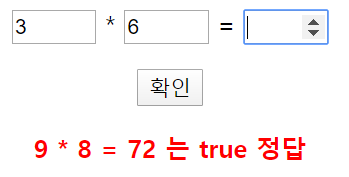 3 * 6 =
확인
9 * 8 = 72 는 true 정답